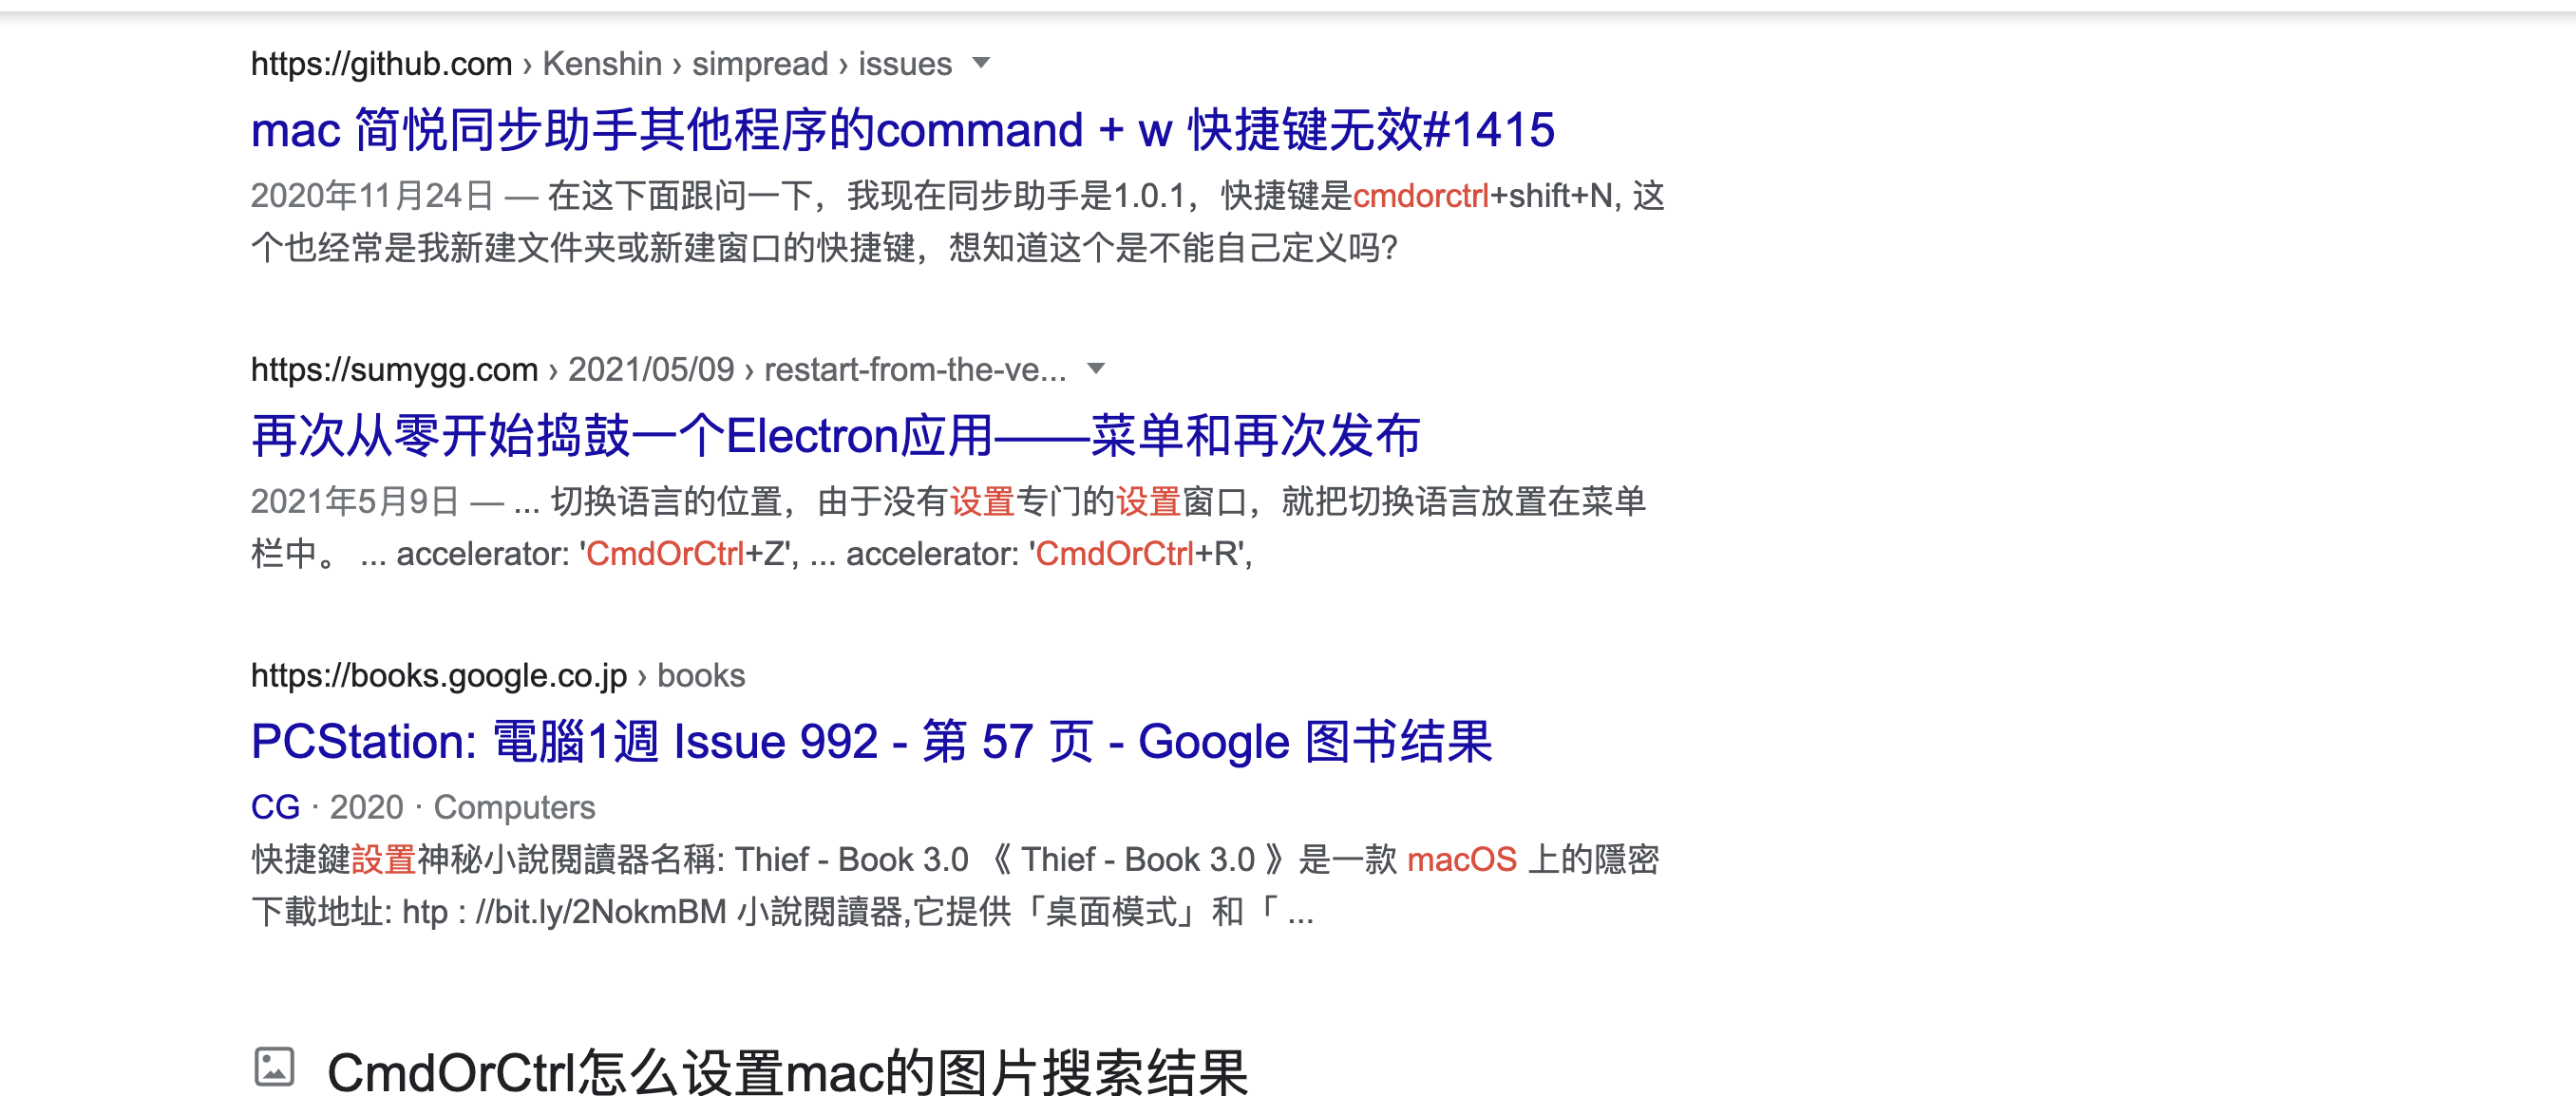 https://github.com › Kenshin › simpread › issues
mac 简悦同步助手其他程序的command + w 快捷键无效#1415
2020年11月24日 — 在这下面跟问一下，我现在同步助手是1.0.1，快捷键是cmdorctrl+shift+N, 这
个也经常是我新建文件夹或新建窗口的快捷键，想知道这个是不能自己定义吗?
https://sumygg.com › 2021/05/09 › restart-from-the-ve...
再次从零开始捣鼓一个Electron应用——菜单和再次发布
2021年5月9日 — ... 切换语言的位置，由于没有设置专门的设置窗口，就把切换语言放置在菜单
栏中。 ... accelerator: 'CmdOrCtrl+Z', ... accelerator: 'CmdOrCtrl+R',
https://books.google.co.jp › books
PCStation: 電腦1週 Issue 992 - 第 57 页 - Google 图书结果
CG · 2020 · Computers
快捷鍵設置神秘小說閱讀器名稱: Thief - Book 3.0 《 Thief - Book 3.0 》是一款 macOS 上的隱密
下載地址: htp : //bit.ly/2NokmBM 小說閱讀器,它提供「桌面模式」和「 ...
CmdOrCtrl怎么设置mac的图片搜索结果